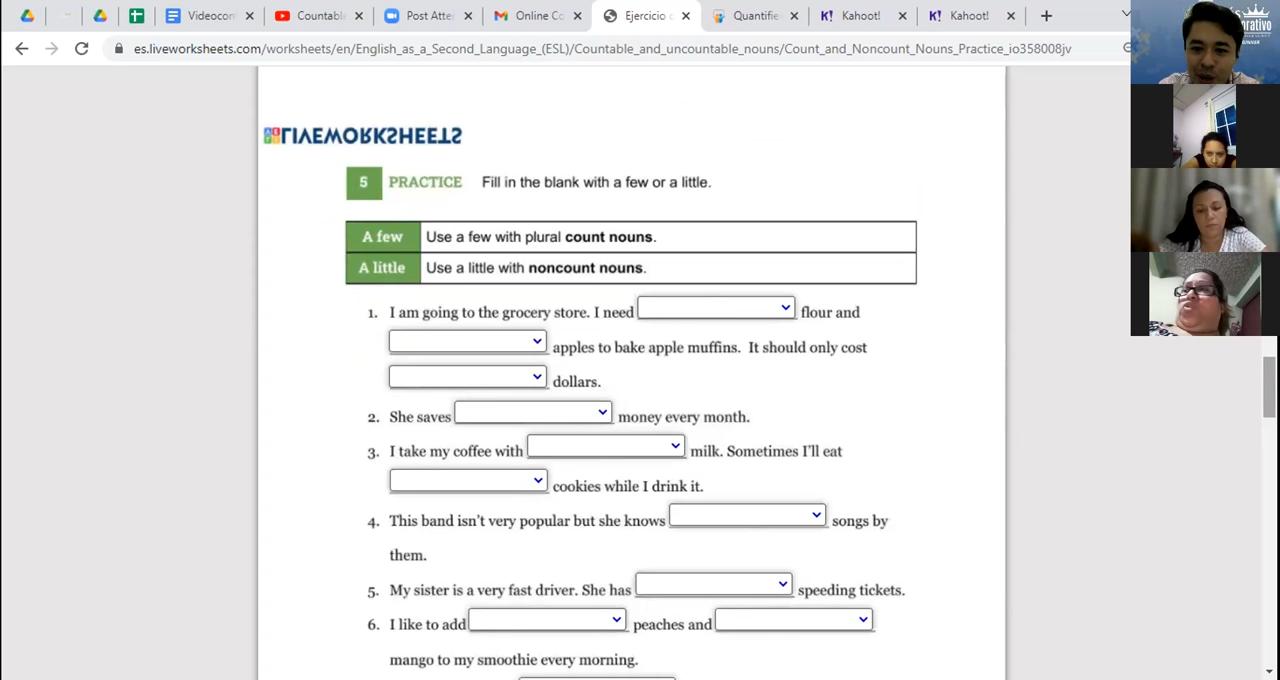 Videocon
Countabl
Post Atte
Online Co
Ejercicio c
Quantifie
Kahoot!
Kahoot!
es.liveworksheets.com/worksheets/en/English_as_a_Second_Language_(ESL)/Countable_and_uncountable_nouns/Count_and_Noncount_Nouns_Practice_io358008jv
LIVEWORKSHEETS
5 PRACTICE Fill in the blank with a few or a little.
A few Use a few with plural count nouns.
A little Use a little with noncount nouns.
1. I am going to the grocery store. I need flour and
apples to bake apple muffins. It should only cost
dollars.
2. She saves money every month.
3. I take my coffee with milk. Sometimes I'll eat
cookies while I drink it.
4. This band isn't very popular but she knows songs by
them.
5. My sister is a very fast driver. She has speeding tickets.
6. I like to add peaches and
mango to my smoothie every morning.